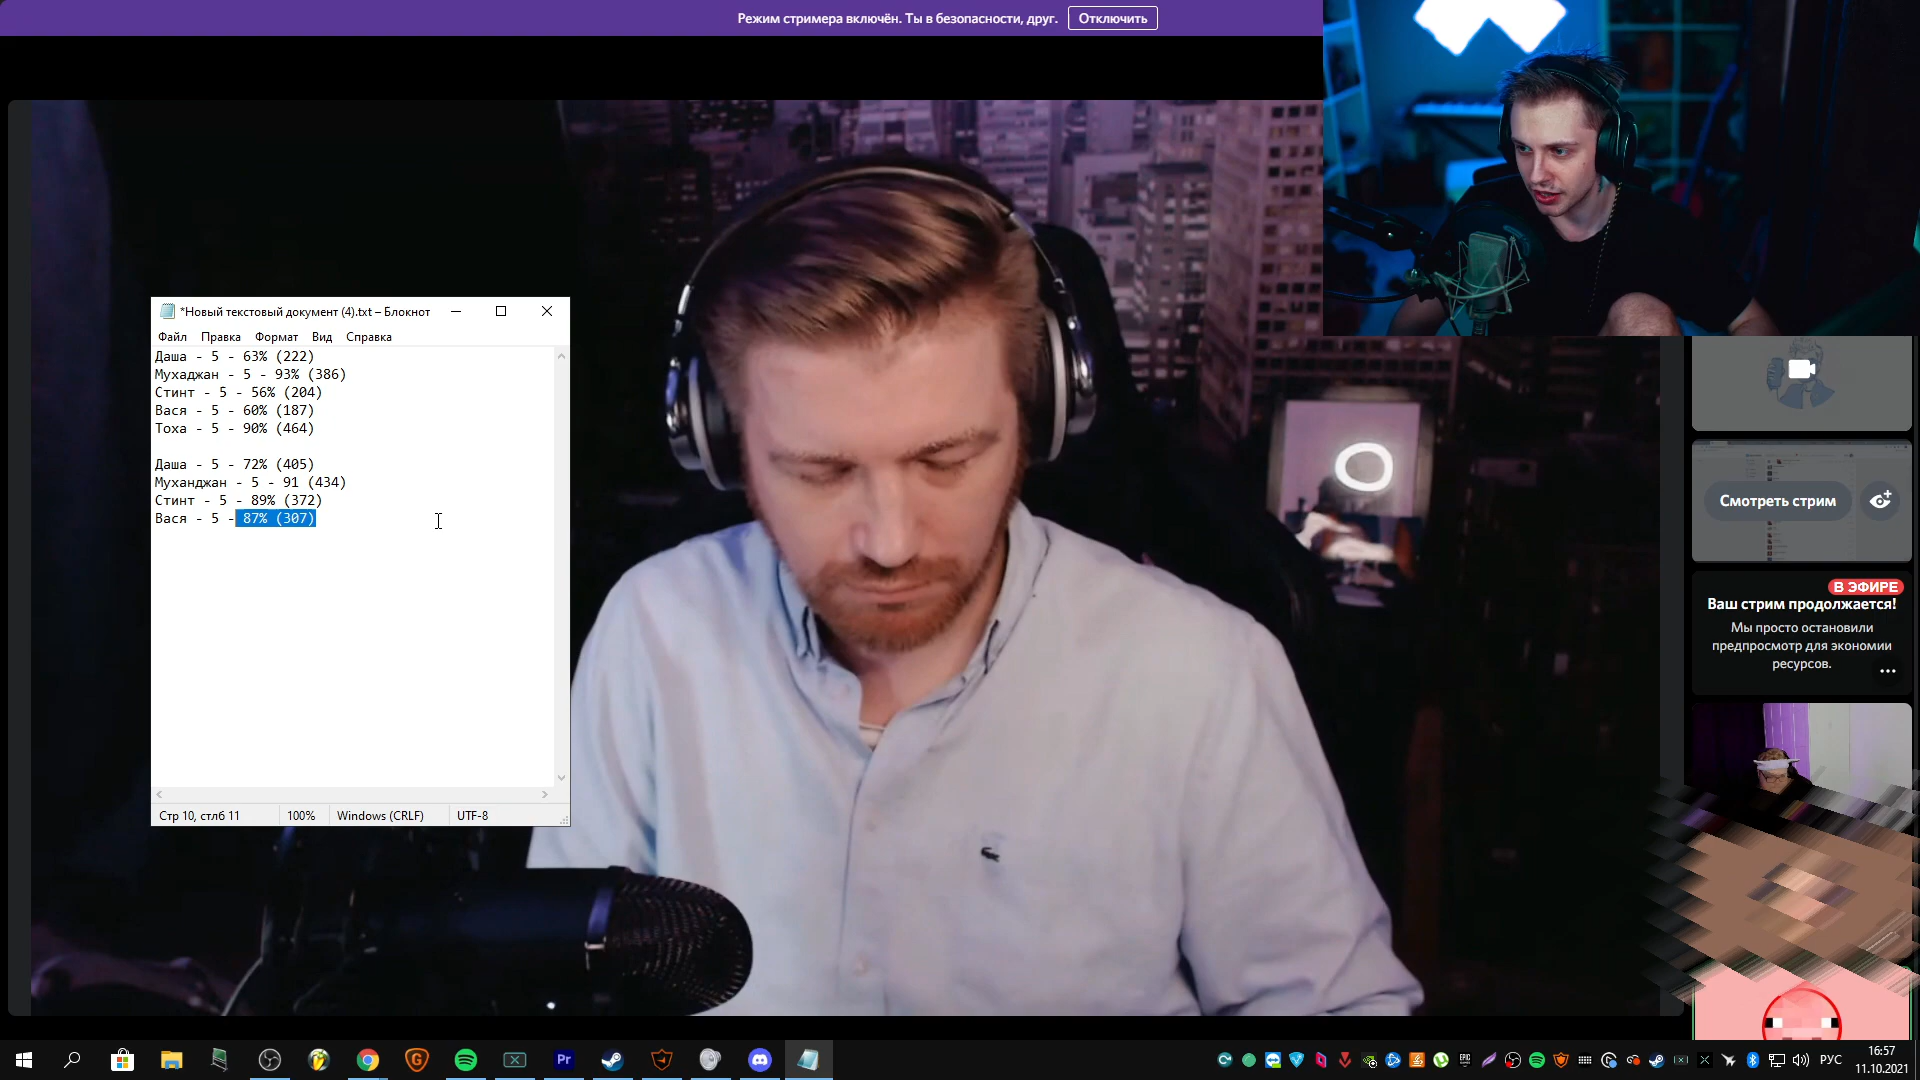 Режим стримера включён. Ты в безопасности, друг. Отключить
*Новый текстовый документ (4).txt – Блокнот
Файл Правка Формат Вид Справка
Даша - 5 - 63% (222)
Мухаджан - 5 - 93% (386)
Стинт - 5 - 56% (204)
Вася - 5 - 60% (187)
Тоха - 5 - 90% (464)
Даша - 5 - 72% (405)
Муханджан - 5 - 91 (434)
Стинт - 5 - 89% (372)
Вася - 5 - 87% (307)
Стр 10, стлб 11 100% Windows (CRLF) UTF-8
Смотреть стрим
В ЭФИРЕ
Ваш стрим продолжается!
Мы просто остановили
предпросмотр для экономии
ресурсов.
Pr
РУС
16:57
11.10.2021